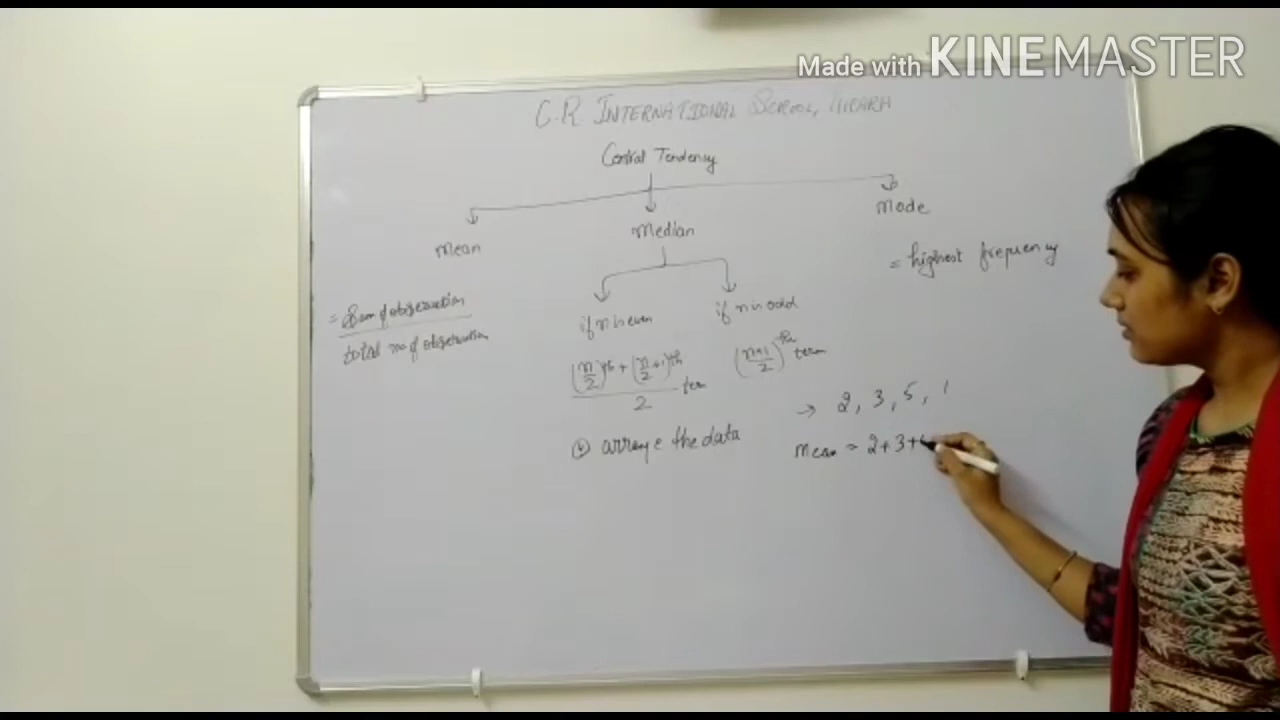 Made with KINEMASTER
G.R. INTERNATIONAL SCHOOL,
Central Tendency
Mean
Median
Mode
= Sum of observation
total no of observation
if n is even
if n is odd
= highest frequency
(n/2)th + (n/2+1)th
2
term
(n+1/2)th term
arrange the data
→ 2, 3, 5, 1
Mean = 2+3+